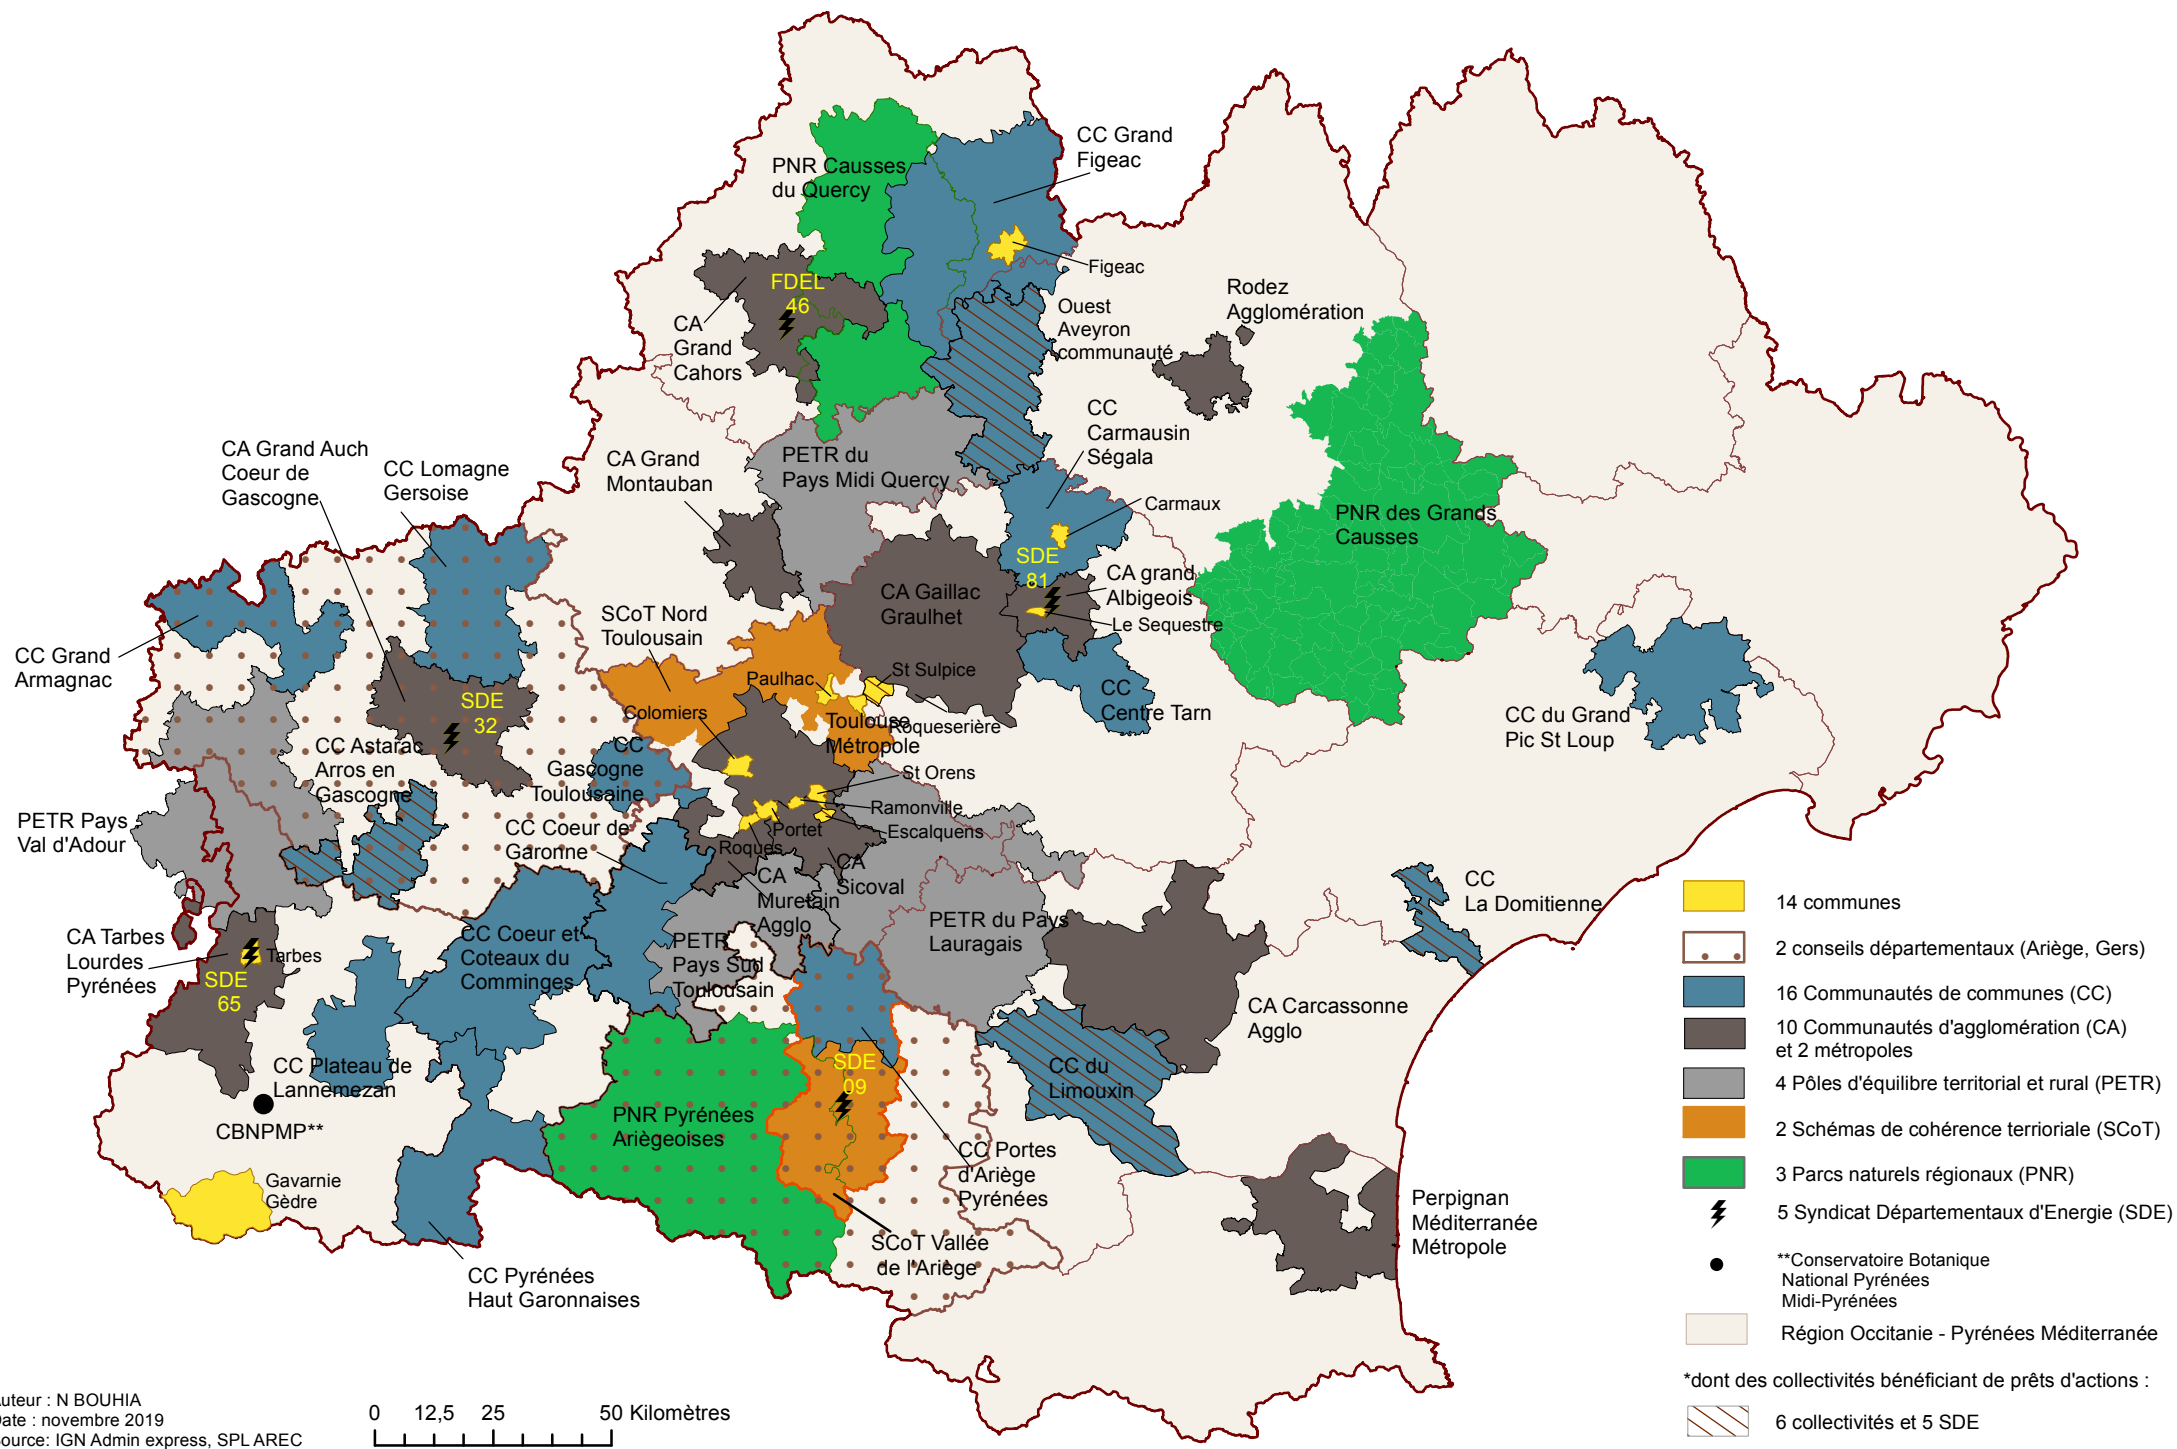 PNR Causses
du Quercy
CC Grand
Figeac
Figeac
FDEL
46
CA
Grand
Cahors
Ouest
Aveyron
communauté
Rodez
Agglomération
CC
Carmausin
Ségala
Carmaux
PNR des Grands
Causses
CA Grand Auch
Coeur de
Gascogne
CC Lomagne
Gersoise
CA Grand
Montauban
PETR du
Pays Midi Quercy
SDE
81
CA grand
Albigeois
Le Sequestre
CA Gaillac
Graulhet
SCoT Nord
Toulousain
CC Grand
Armagnac
SDE
32
Paulhac
St Sulpice
Colomiers
Toulouse
Métropole
Roqueserière
CC
Centre Tarn
CC du Grand
Pic St Loup
CC Astarac
Arros en
Gascogne
CC
Gascogne
Toulousaine
St Orens
Ramonville
Escalquens
Portet
Roques
PETR Pays
Val d'Adour
CC Coeur de
Garonne
CA
Sicoval
CA
Muretain
Agglo
CC
La Domitienne
PETR du Pays
Lauragais
CA Tarbes
Lourdes
Pyrénées
Tarbes
SDE
65
CC Coeur et
Coteaux du
Comminges
PETR
Pays Sud
Toulousain
CA Carcassonne
Agglo
CC Plateau de
Lannemezan
SDE
09
CC du
Limouxin
CBNPMP**
PNR Pyrénées
Ariègeoises
CC Portes
d'Ariège
Pyrénées
Gavarnie
Gèdre
SCoT Vallée
de l'Ariège
Perpignan
Méditerranée
Métropole
CC Pyrénées
Haut Garonnaises
14 communes
2 conseils départementaux (Ariège, Gers)
16 Communautés de communes (CC)
10 Communautés d'agglomération (CA)
et 2 métropoles
4 Pôles d'équilibre territorial et rural (PETR)
2 Schémas de cohérence terrioriale (SCoT)
3 Parcs naturels régionaux (PNR)
5 Syndicat Départementaux d'Energie (SDE)
**Conservatoire Botanique
National Pyrénées
Midi-Pyrénées
Région Occitanie - Pyrénées Méditerranée
*dont des collectivités bénéficiant de prêts d'actions :
6 collectivités et 5 SDE
Auteur : N BOUHIA
Date : novembre 2019
Source: IGN Admin express, SPL AREC
0 12,5 25 50 Kilomètres